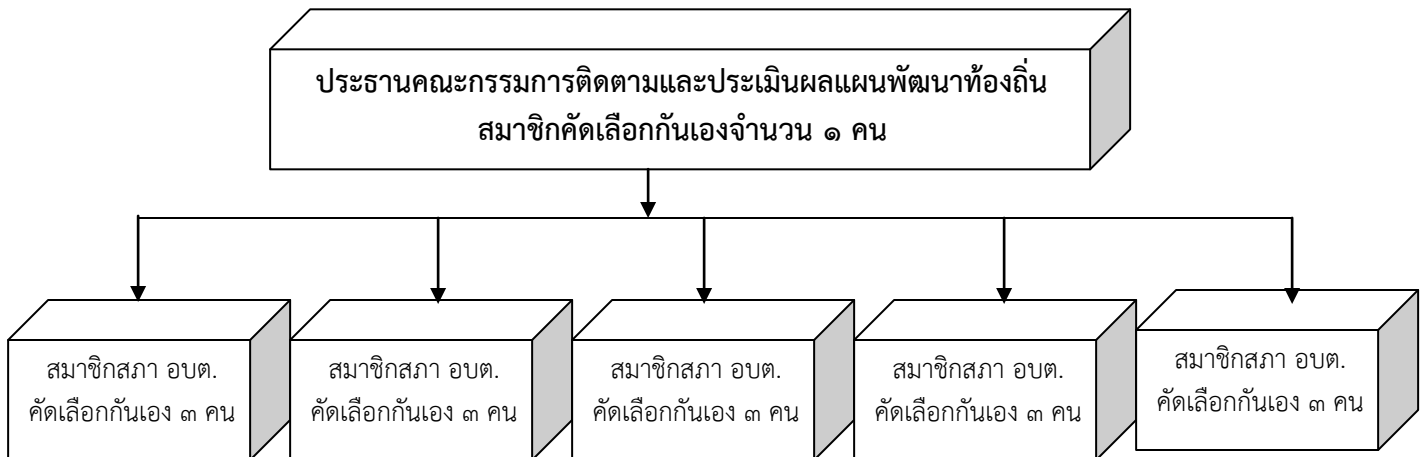 ประธานคณะกรรมการติดตามและประเมินผลแผนพัฒนาท้องถิ่น
สมาชิกคัดเลือกกันเองจำนวน ๑ คน
สมาชิกสภา อบต.
คัดเลือกกันเอง ๓ คน
สมาชิกสภา อบต.
คัดเลือกกันเอง ๓ คน
สมาชิกสภา อบต.
คัดเลือกกันเอง ๓ คน
สมาชิกสภา อบต.
คัดเลือกกันเอง ๓ คน
สมาชิกสภา อบต.
คัดเลือกกันเอง ๓ คน